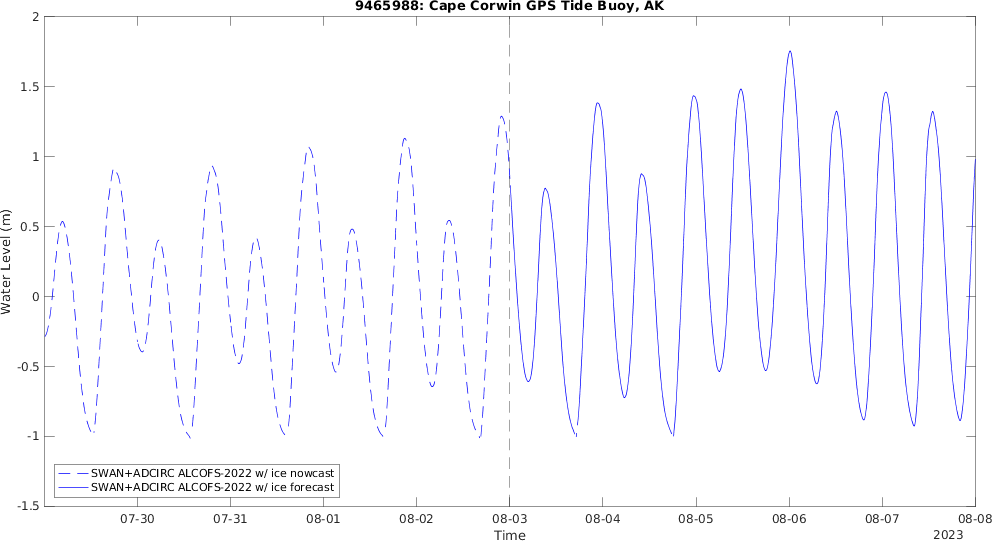 9465988: Cape Corwin GPS Tide Buoy, AK
2
1.5
1
0.5
0
-0.5
-1
-1.5
Water Level (m)
SWAN+ADCIRC ALCOFS-2022 w/ ice nowcast
SWAN+ADCIRC ALCOFS-2022 w/ ice forecast
07-30 07-31 08-01 08-02 08-03 08-04 08-05 08-06 08-07 08-08
Time
2023